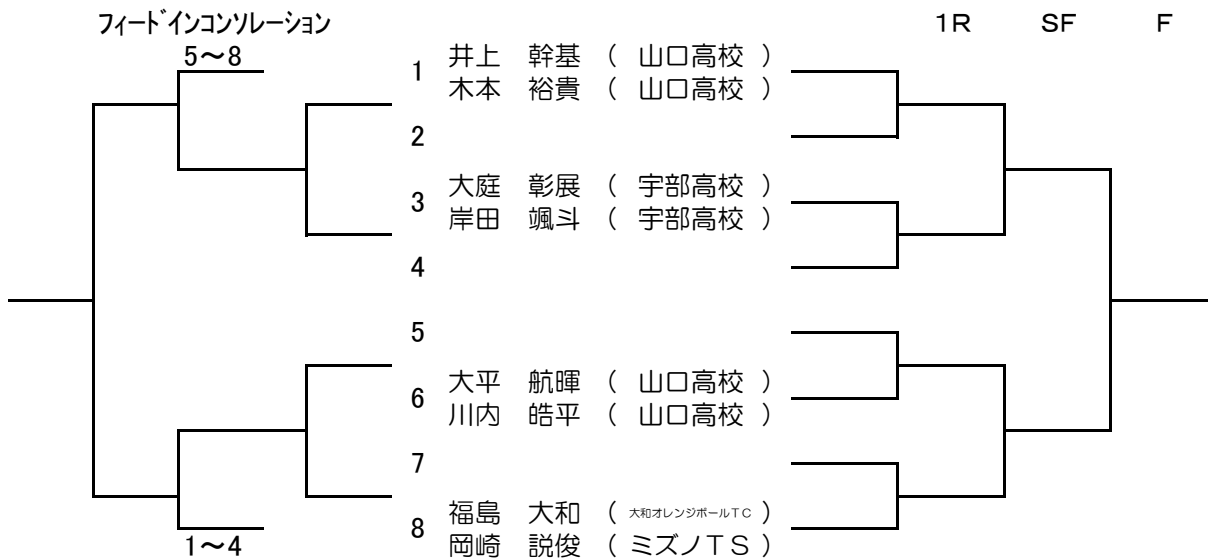 フィードインコンソレーション 1R SF F
5〜8
1 井上 幹基 ( 山口高校 )
木本 裕貴 ( 山口高校 )
2
3 大庭 彰展 ( 宇部高校 )
岸田 颯斗 ( 宇部高校 )
4
5
6 大平 航暉 ( 山口高校 )
川内 皓平 ( 山口高校 )
7
8 福島 大和 ( 大和オレンジボールTC )
岡崎 説俊 ( ミズノTS )
1〜4